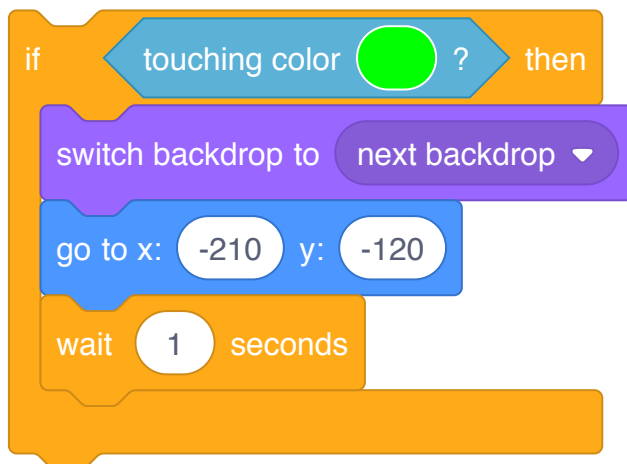 if touching color ? then
switch backdrop to next backdrop
go to x: -210 y: -120
wait 1 seconds